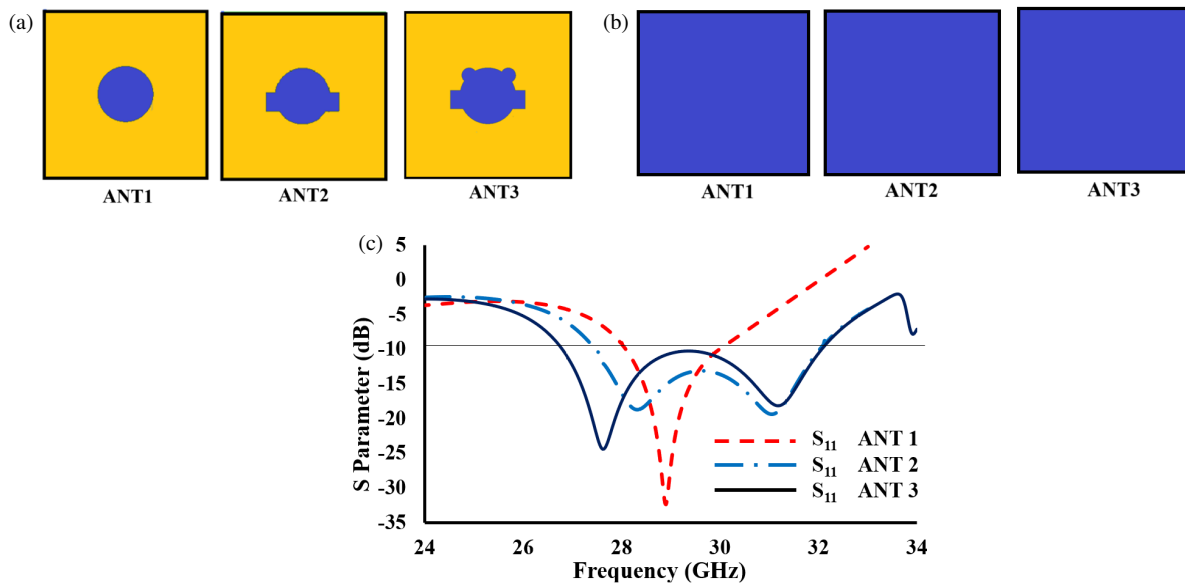 (a)
ANT1
ANT2
ANT3
(b)
ANT1
ANT2
ANT3
(c)
5
0
-5
-10
-15
-20
-25
-30
-35
S Parameter (dB)
S₁₁ ANT 1
S₁₁ ANT 2
S₁₁ ANT 3
24
26
28
30
32
34
Frequency (GHz)